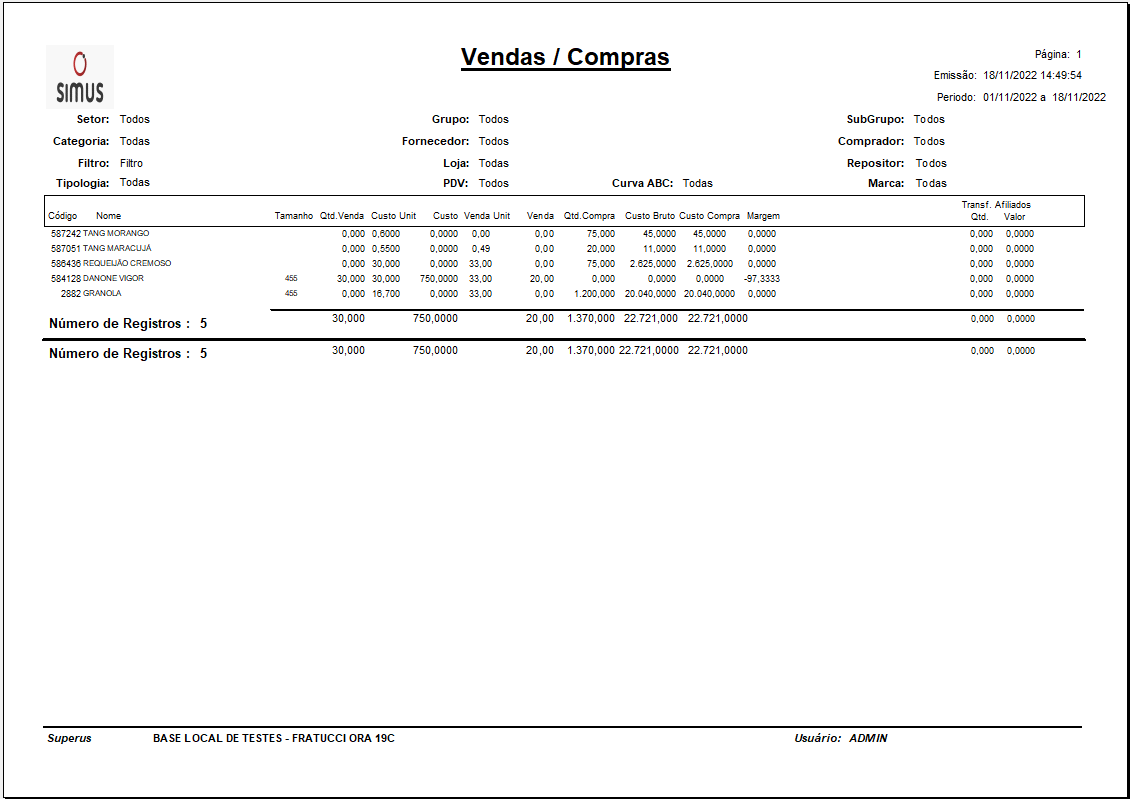 Vendas / Compras
Página: 1
Emissão: 18/11/2022 14:49:54
Periodo: 01/11/2022 a 18/11/2022
SIMUS
Setor: Todos Grupo: Todos SubGrupo: Todos
Categoria: Todas Fornecedor: Todos Comprador: Todos
Filtro: Filtro Loja: Todas Repositor: Todos
Tipologia: Todas PDV: Todos Curva ABC: Todas Marca: Todas
Transf. Afiliados
Código Nome Tamanho Qtd.Venda Custo Unit Custo Venda Unit Venda Qtd.Compra Custo Bruto Custo Compra Margem Qtd. Valor
587242 TANG MORANGO 0,000 0,6000 0,0000 0,00 0,00 75,000 45,0000 45,0000 0,0000 0,000 0,0000
587051 TANG MARACUJÁ 0,000 0,5500 0,0000 0,49 0,00 20,000 11,0000 11,0000 0,0000 0,000 0,0000
586436 REQUEIJÃO CREMOSO 0,000 30,000 0,0000 33,00 0,00 75,000 2.625,0000 2.625,0000 0,0000 0,000 0,0000
584128 DANONE VIGOR 455 30,000 30,000 750,0000 33,00 20,00 0,000 0,0000 0,0000 -97,3333 0,000 0,0000
2882 GRANOLA 455 0,000 16,700 0,0000 33,00 0,00 1.200,000 20.040,0000 20.040,0000 0,0000 0,000 0,0000
Número de Registros : 5 30,000 750,0000 20,00 1.370,000 22.721,000 22.721,0000 0,000 0,0000
Número de Registros : 5 30,000 750,0000 20,00 1.370,000 22.721,0000 22.721,0000 0,000 0,0000
Superus BASE LOCAL DE TESTES - FRATUCCI ORA 19C Usuário: ADMIN